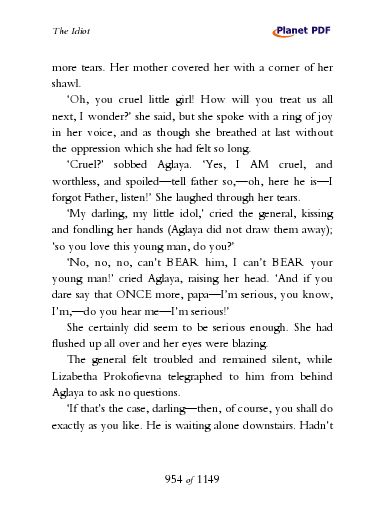 The Idiot
Planet PDF
more tears. Her mother covered her with a corner of her
shawl.
‘Oh, you cruel little girl! How will you treat us all
next, I wonder?’ she said, but she spoke with a ring of joy
in her voice, and as though she breathed at last without
the oppression which she had felt so long.
‘Cruel?’ sobbed Aglaya. ‘Yes, I AM cruel, and
worthless, and spoiled—tell father so,—oh, here he is—I
forgot Father, listen!’ She laughed through her tears.
‘My darling, my little idol,’ cried the general, kissing
and fondling her hands (Aglaya did not draw them away);
‘so you love this young man, do you?’
‘No, no, no, can’t BEAR him, I can’t BEAR your
young man!’ cried Aglaya, raising her head. ‘And if you
dare say that ONCE more, papa—I’m serious, you know,
I’m,—do you hear me—I’m serious!’
She certainly did seem to be serious enough. She had
flushed up all over and her eyes were blazing.
The general felt troubled and remained silent, while
Lizabetha Prokofievna telegraphed to him from behind
Aglaya to ask no questions.
‘If that’s the case, darling—then, of course, you shall do
exactly as you like. He is waiting alone downstairs. Hadn’t
954 of 1149